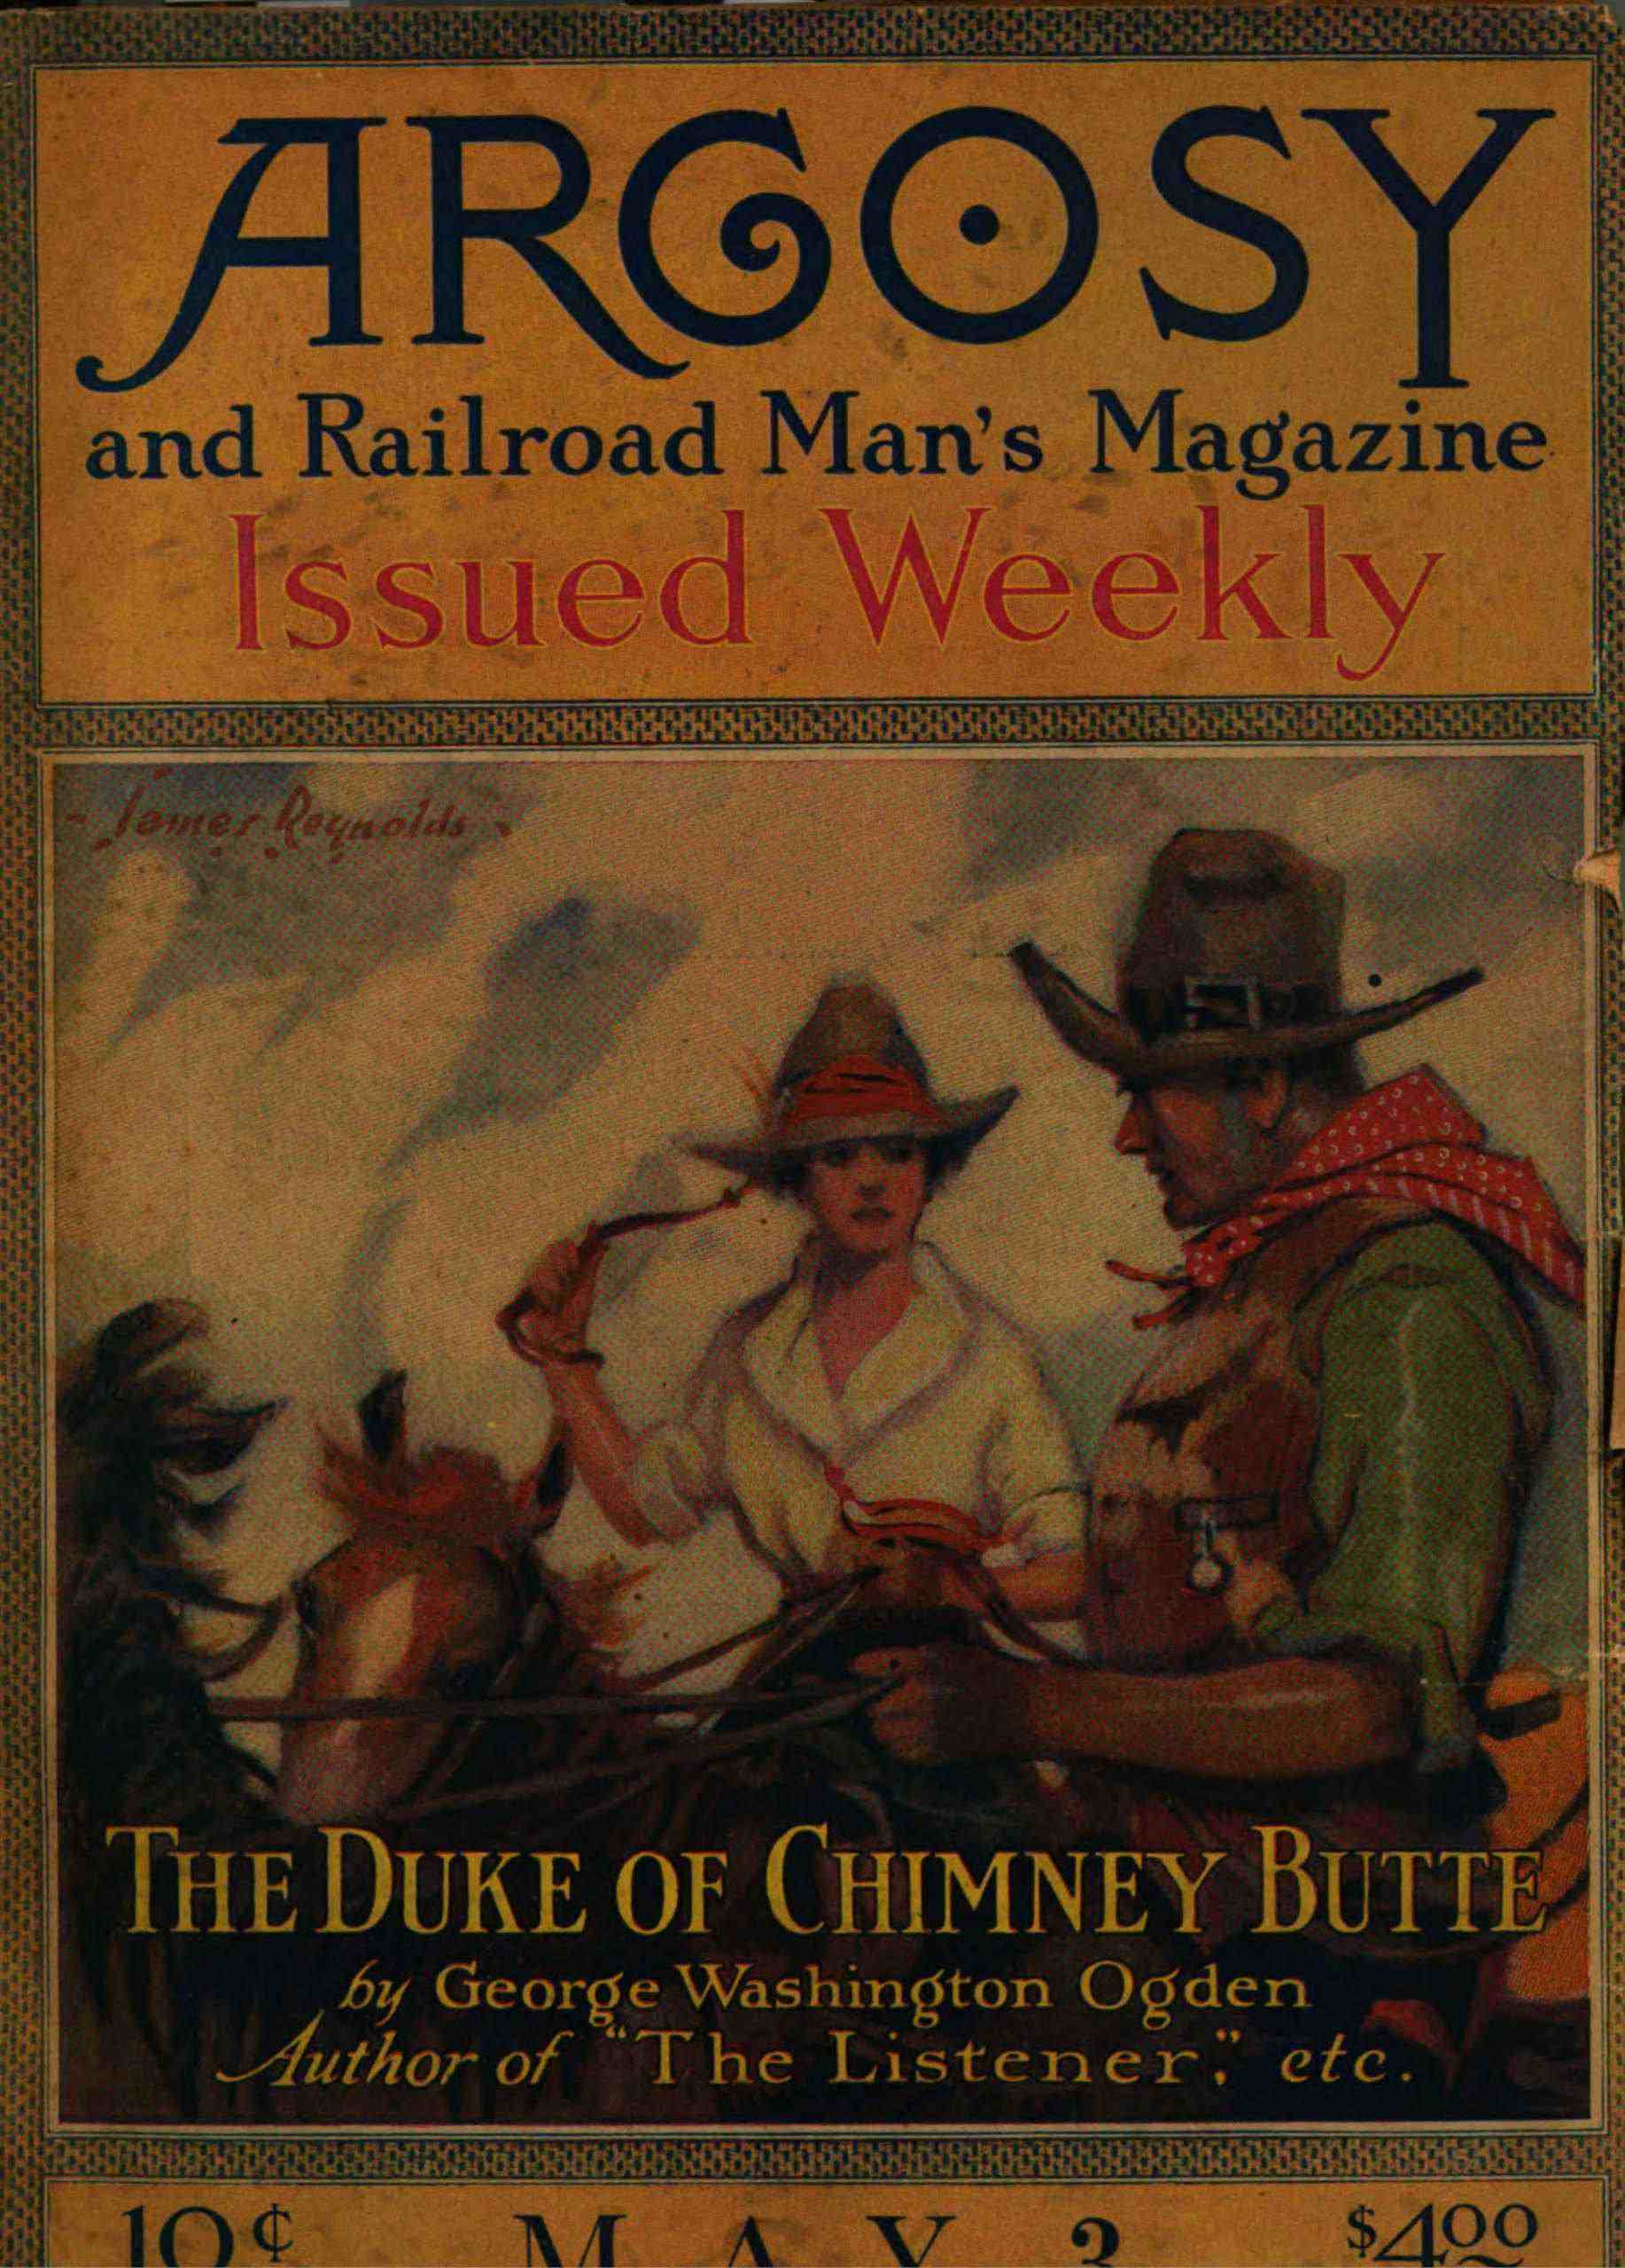 ARGOSY
and Railroad Man's Magazine
Issued Weekly
James Reynolds
THE DUKE OF CHIMNEY BUTTE
by George Washington Ogden
Author of "The Listener," etc.
10¢ MAY 3 $4.00